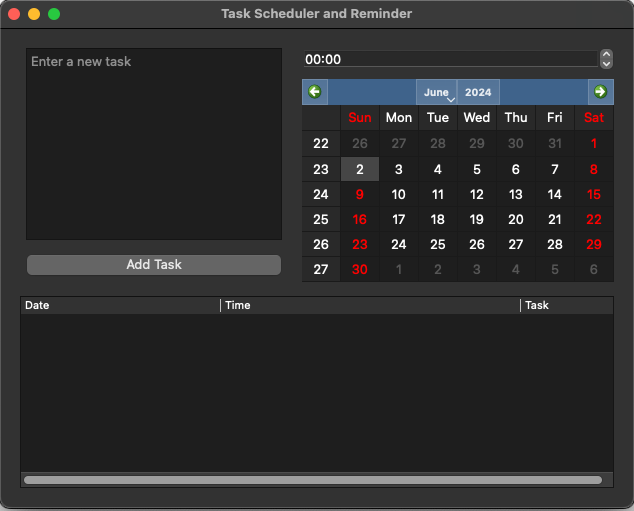 Task Scheduler and Reminder
Enter a new task
Add Task
00:00
June 2024
Sun Mon Tue Wed Thu Fri Sat
22 26 27 28 29 30 31 1
23 2 3 4 5 6 7 8
24 9 10 11 12 13 14 15
25 16 17 18 19 20 21 22
26 23 24 25 26 27 28 29
27 30 1 2 3 4 5 6
Date Time Task